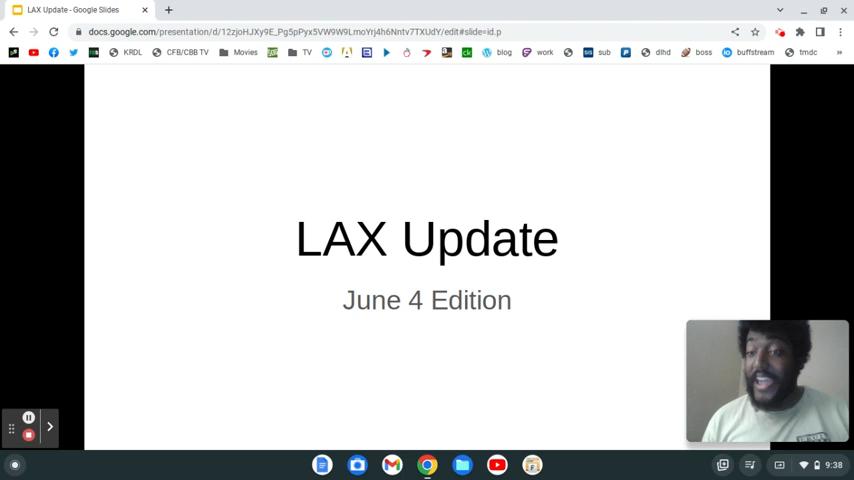 LAX Update - Google Slides
docs.google.com/presentation/d/12zjoHJXy9E_Pg5pPyx5VW9W9LmoYrj4h6Nntv7TXUdY/edit#slide=id.p
KRDL CFB/CBB TV Movies TV blog work sub dlhd boss buffstream tmdc »
LAX Update
June 4 Edition
9:38